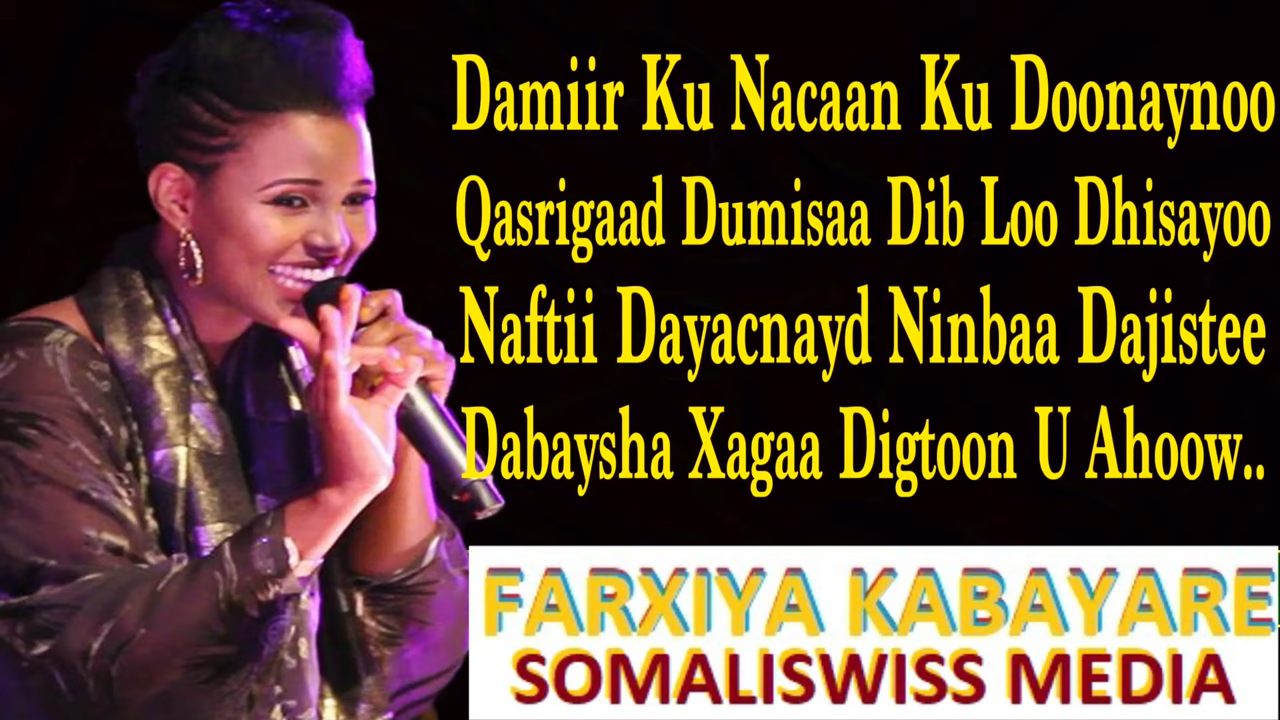 Damiir Ku Nacaan Ku Doonaynoo
Qasrigaad Dumisaa Dib Loo Dhisayoo
Naftii Dayacnayd Ninbaa Dajistee
Dabaysha Xagaa Digtoon U Ahoow..
FARXIYA KABAYARE
SOMALISWISS MEDIA